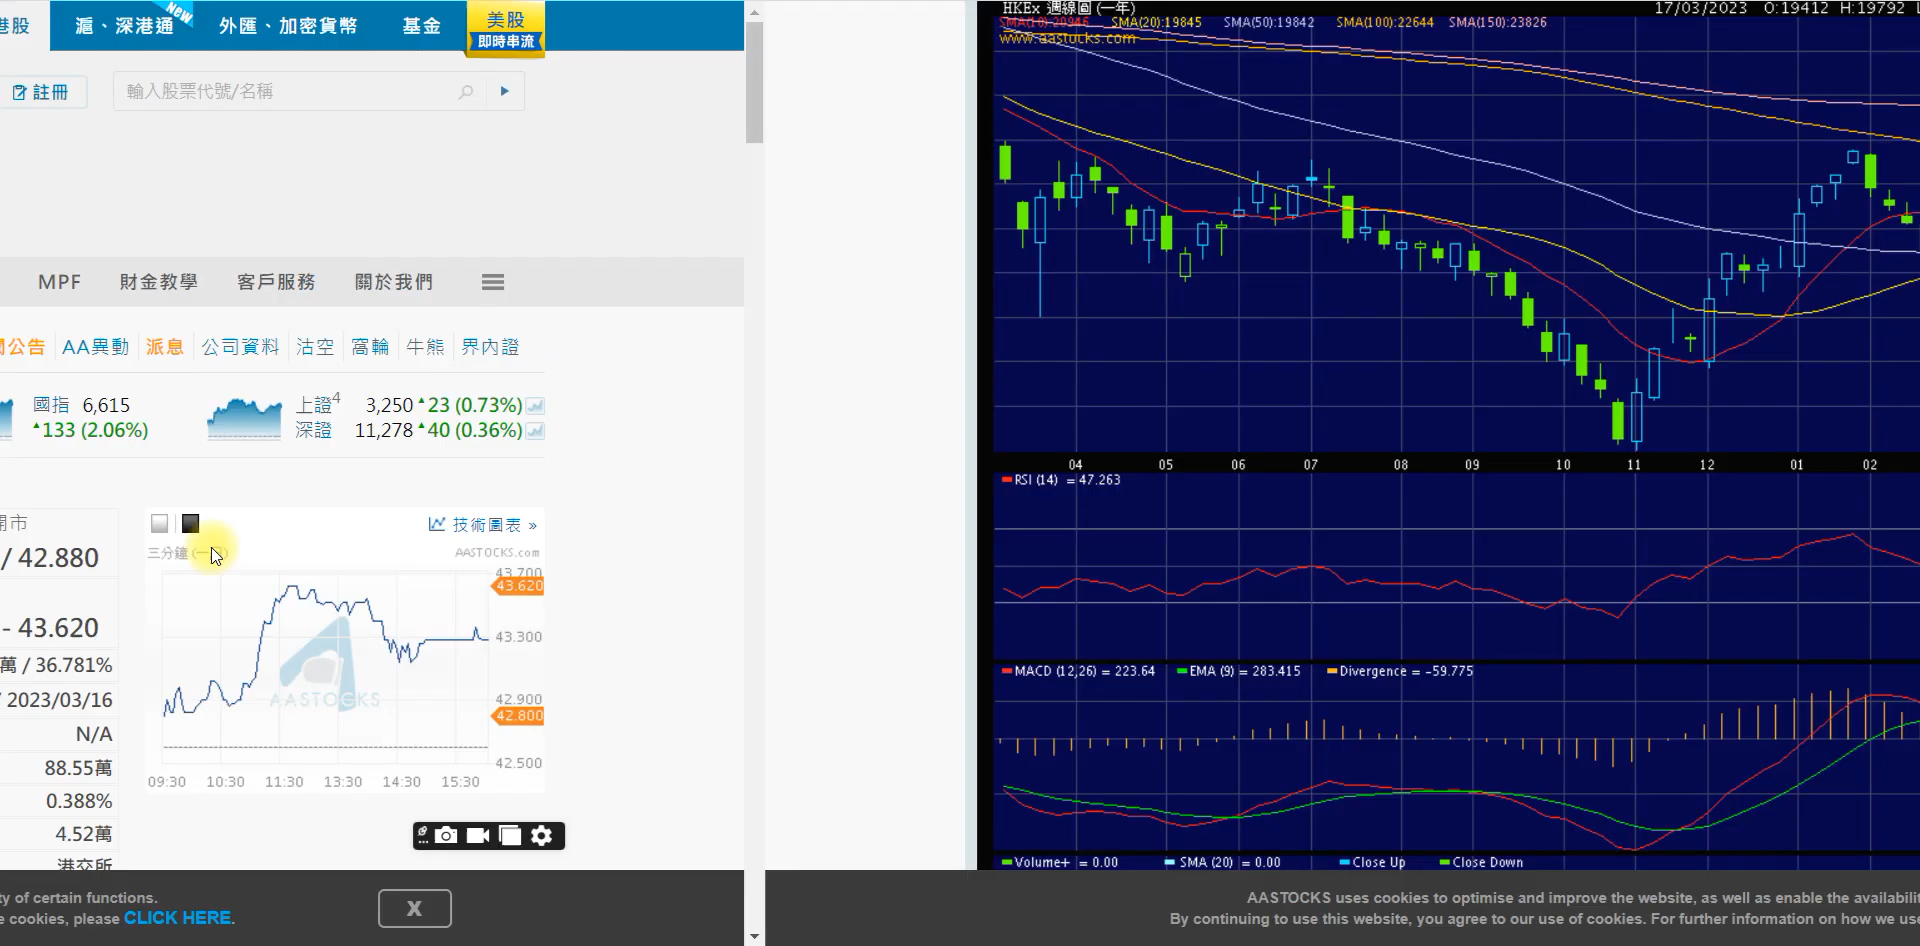 港股 滬、深港通 New 外匯、加密貨幣 基金 美股
即時串流
註冊 輸入股票代號/名稱
MPF 財金教學 客戶服務 關於我們
公告 AA異動 派息 公司資料 沽空 窩輪 牛熊 界內證
國指 6,615 上證4 3,250 23 (0.73%)
133 (2.06%) 深證 11,278 40 (0.36%)
開市
/ 42.880
- 43.620
萬 / 36.781%
/ 2023/03/16
N/A
88.55萬
0.388%
4.52萬
港交所
技術圖表 »
三分鐘 AASTOCKS.com
43.700
43.620
43.300
AASTOCKS
42.900
42.800
42.500
09:30 10:30 11:30 13:30 14:30 15:30
ty of certain functions.
e cookies, please CLICK HERE.
X
HKEx 週線圖 (一年) 17/03/2023 O:19412 H:19792 L
SMA(10):20946 SMA(20):19845 SMA(50):19842 SMA(100):22644 SMA(150):23826
www.aastocks.com
04 05 06 07 08 09 10 11 12 01 02
RSI (14) = 47.263
MACD (12,26) = 223.64 EMA (9) = 283.415 Divergence = -59.775
Volume+ = 0.00 SMA (20) = 0.00 Close Up Close Down
AASTOCKS uses cookies to optimise and improve the website, as well as enable the availabili
By continuing to use this website, you agree to our use of cookies. For further information on how we use